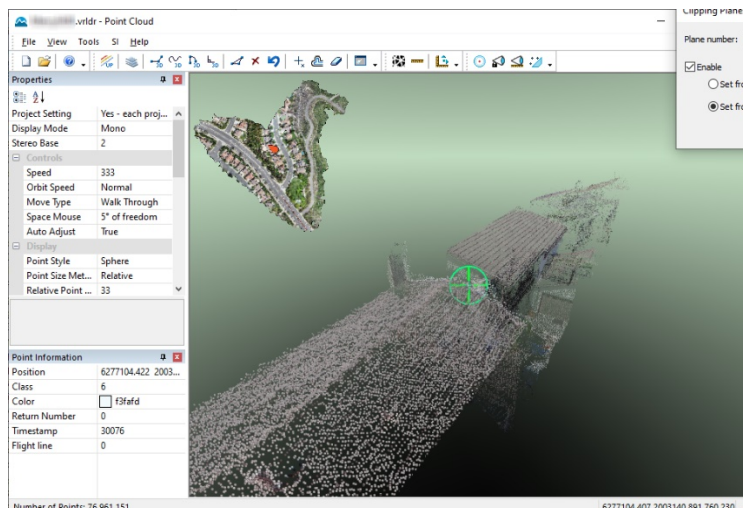 .vrldr - Point Cloud
File View Tools SI Help
Properties
Project Setting Yes - each proj...
Display Mode Mono
Stereo Base 2
Controls
Speed 333
Orbit Speed Normal
Move Type Walk Through
Space Mouse 5° of freedom
Auto Adjust True
Display
Point Style Sphere
Point Size Met... Relative
Relative Point ... 33
Point Information
Position 6277104.422 2003...
Class 6
Color f3fafd
Return Number 0
Timestamp 30076
Flight line 0
Number of Points: 76,961,151
6277104.407,2003140.891,760.230
Clipping Plane
Plane number:
Enable
Set fro
Set fro